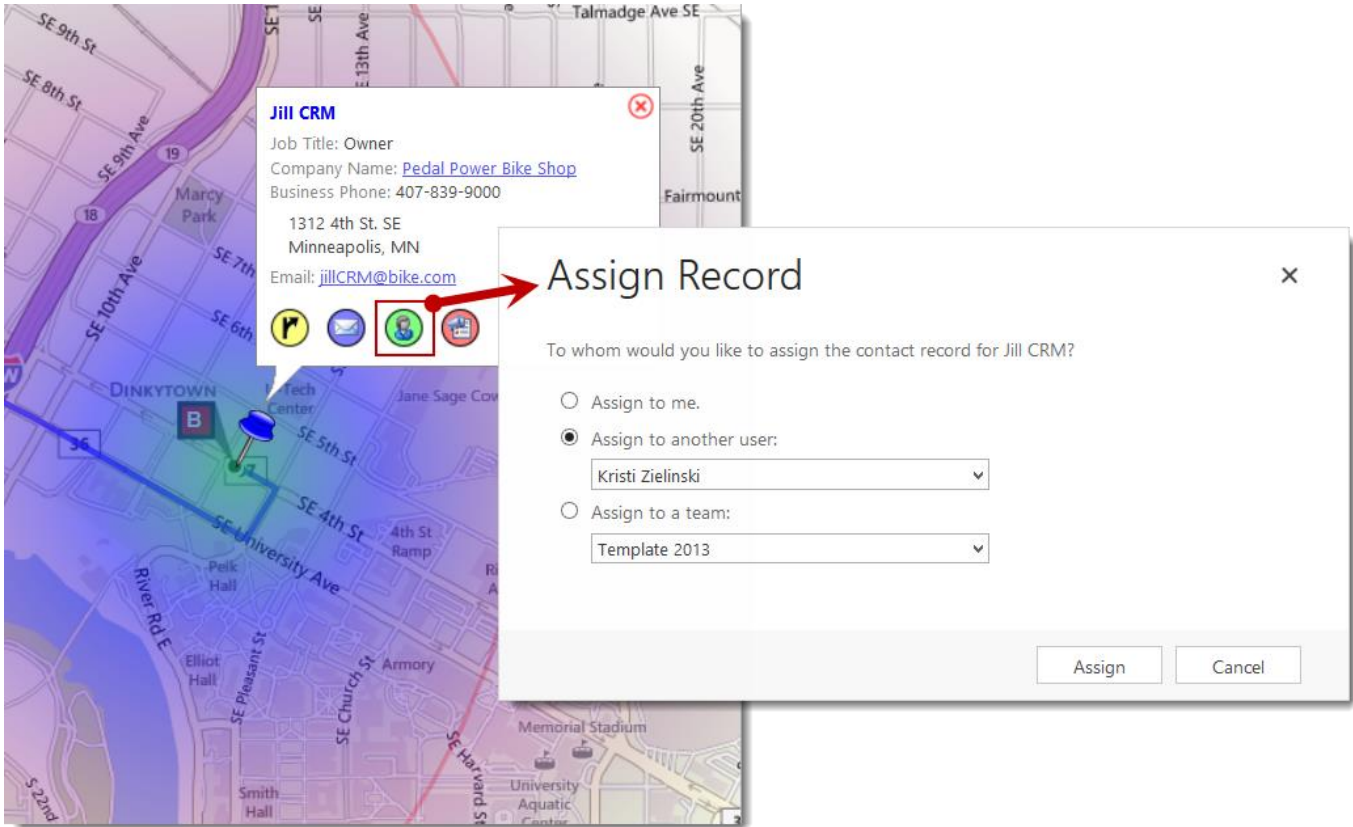 SE 9th St
SE 1
SE
Talmadge Ave SE
SE 8th St
E 13th Ave
SE 20th Ave
SE 9th Ave
19
18
Marcy
Park
SE 7th
SE 10th Ave
SE 6th
Fairmount
Jill CRM
Job Title: Owner
Company Name: Pedal Power Bike Shop
Business Phone: 407-839-9000
1312 4th St. SE
Minneapolis, MN
Email: jillCRM@bike.com
Assign Record
To whom would you like to assign the contact record for Jill CRM?
Assign to me.
Assign to another user:
Kristi Zielinski
Assign to a team:
Template 2013
Assign
Cancel
DINKYTOWN
Tech
Center
Jane Sage Cow
B
36
SE 5th St
SE 4th St
SE University Ave
4th St
Ramp
Peik
Hall
River Rd E
Elliot
Hall
SE Pleasant St
SE Church St
Armory
Memorial Stadium
SE Harvard St
University
Aquatic
Center
Smith
Hall
S 22nd
3